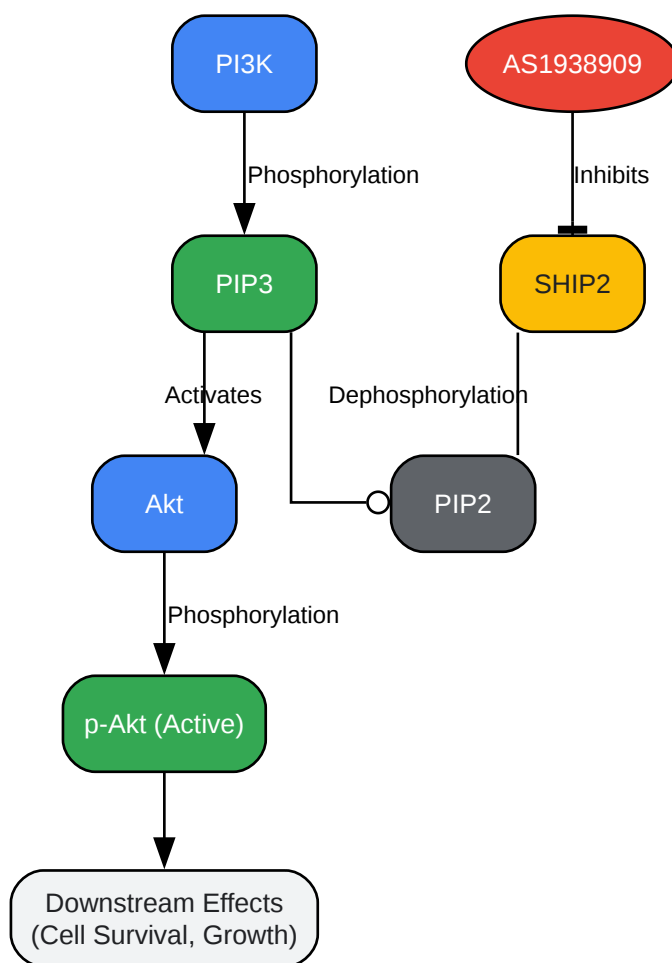 PI3K
AS1938909
Phosphorylation
Inhibits
PIP3
SHIP2
Activates
Dephosphorylation
Akt
PIP2
Phosphorylation
p-Akt (Active)
Downstream Effects
(Cell Survival, Growth)